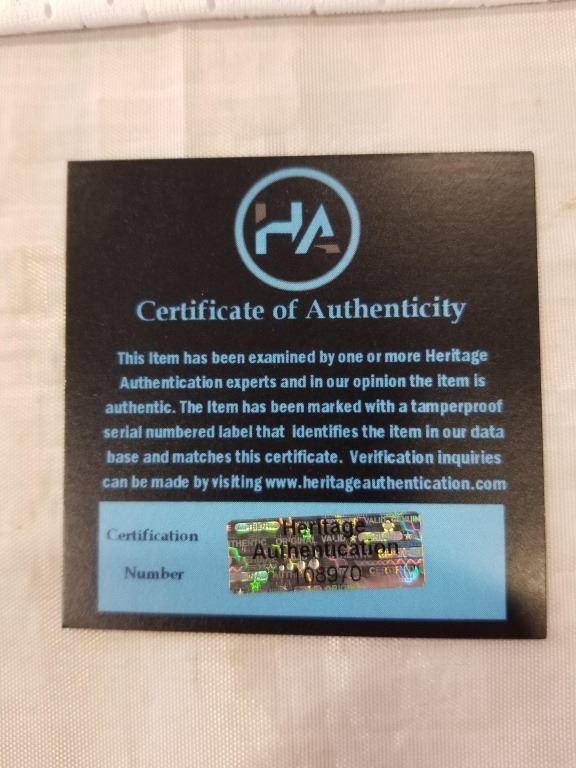 HA
Certificate of Authenticity
This Item has been examined by one or more Heritage
Authentication experts and in our opinion the item is
authentic. The Item has been marked with a tamperproof
serial numbered label that Identifies the item in our data
base and matches this certificate. Verification inquiries
can be made by visiting www.heritageauthentication.com
Certification
Number
Heritage
Authentication
108970